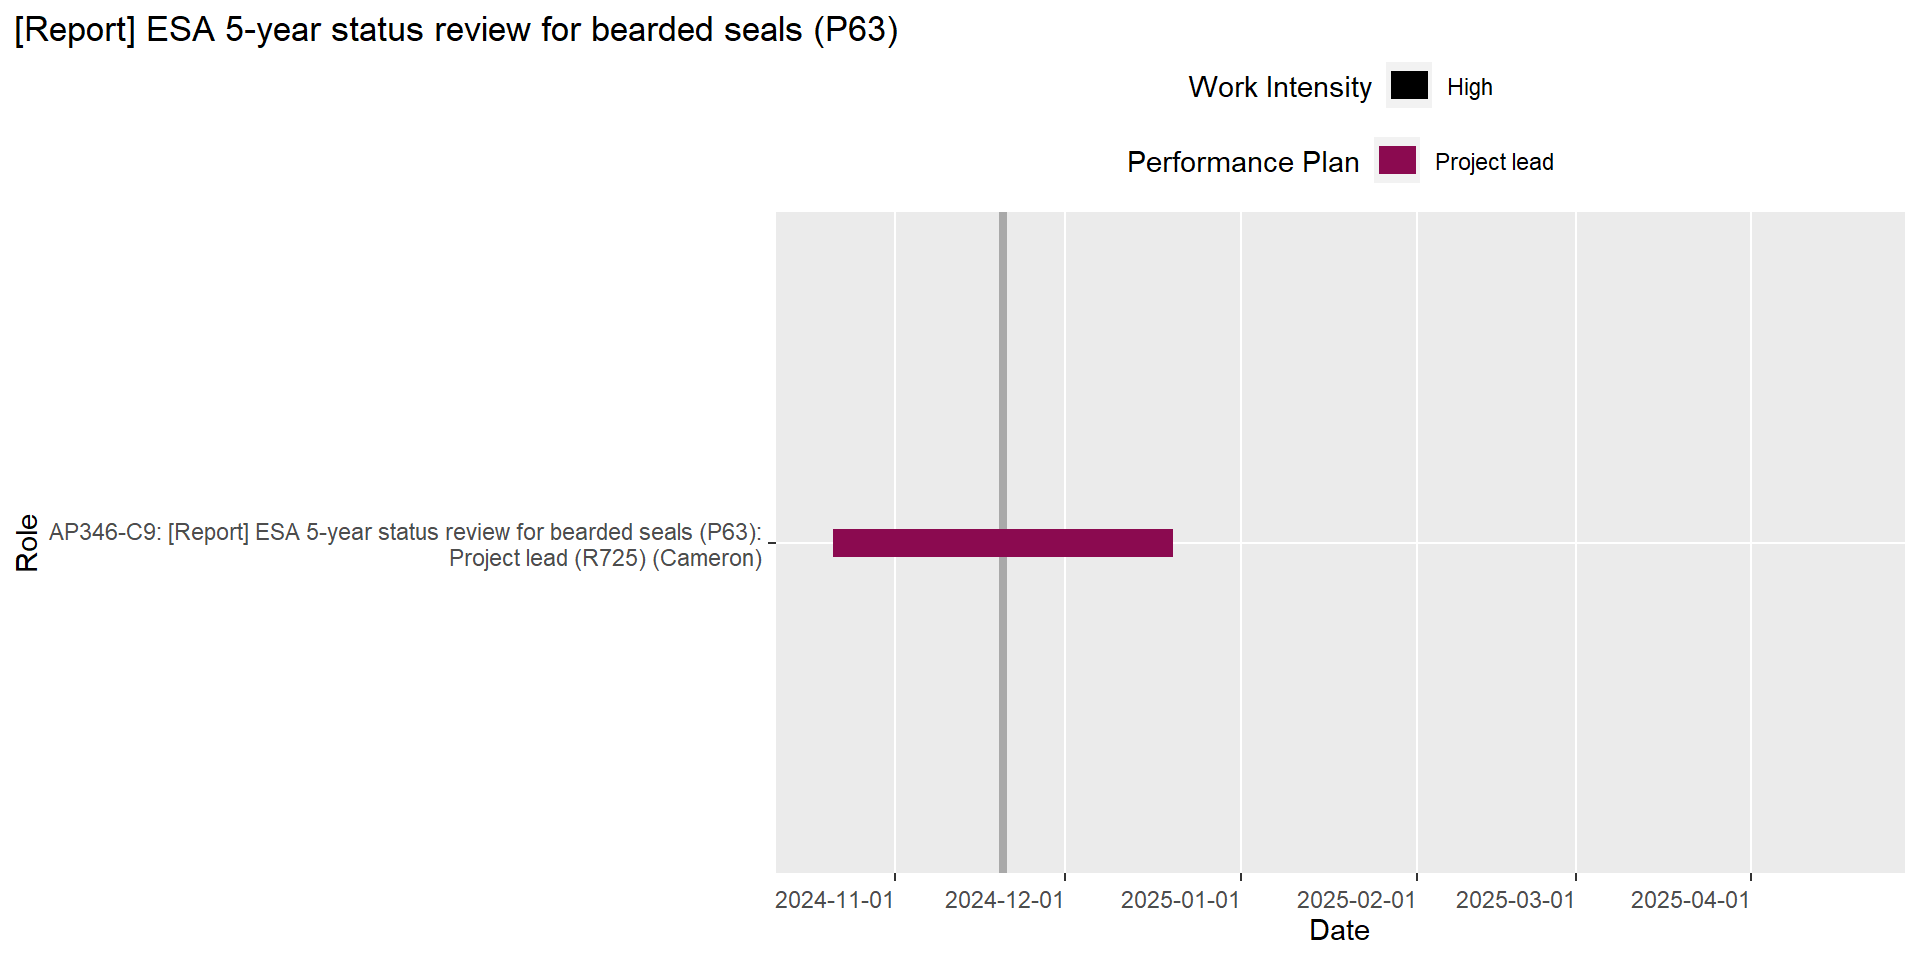 [Report] ESA 5-year status review for bearded seals (P63)
Work Intensity High
Performance Plan Project lead
Role
AP346-C9: [Report] ESA 5-year status review for bearded seals (P63):
Project lead (R725) (Cameron)
2024-11-01 2024-12-01 2025-01-01 2025-02-01 2025-03-01 2025-04-01
Date